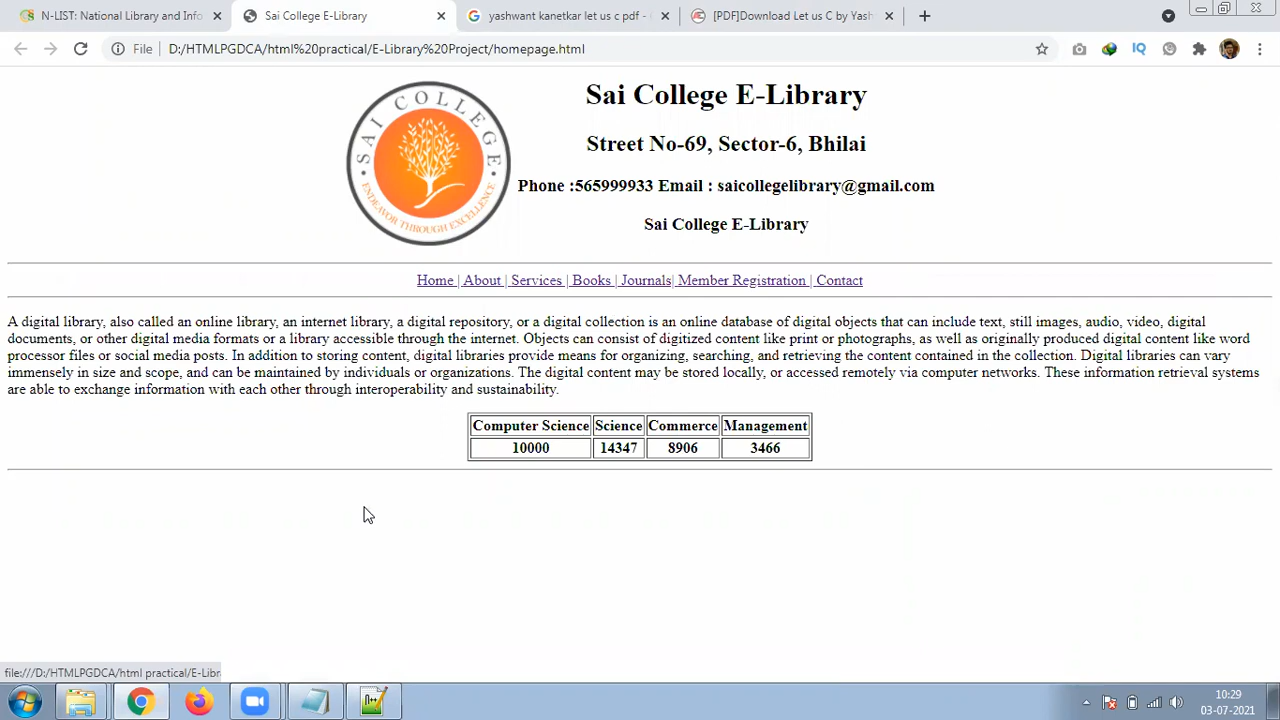 N-LIST: National Library and Info
Sai College E-Library
yashwant kanetkar let us c pdf -
[PDF]Download Let us C by Yash
File
D:/HTMLPGDCA/html%20practical/E-Library%20Project/homepage.html
IQ
SAI COLLEGE
ENDEAVOR THROUGH EXCELLENCE
Sai College E-Library
Street No-69, Sector-6, Bhilai
Phone :565999933 Email : saicollegelibrary@gmail.com
Sai College E-Library
Home | About | Services | Books | Journals| Member Registration | Contact
A digital library, also called an online library, an internet library, a digital repository, or a digital collection is an online database of digital objects that can include text, still images, audio, video, digital
documents, or other digital media formats or a library accessible through the internet. Objects can consist of digitized content like print or photographs, as well as originally produced digital content like word
processor files or social media posts. In addition to storing content, digital libraries provide means for organizing, searching, and retrieving the content contained in the collection. Digital libraries can vary
immensely in size and scope, and can be maintained by individuals or organizations. The digital content may be stored locally, or accessed remotely via computer networks. These information retrieval systems
are able to exchange information with each other through interoperability and sustainability.
Computer Science Science Commerce Management
10000 14347 8906 3466
file:///D:/HTMLPGDCA/html practical/E-Libr
10:29
03-07-2021